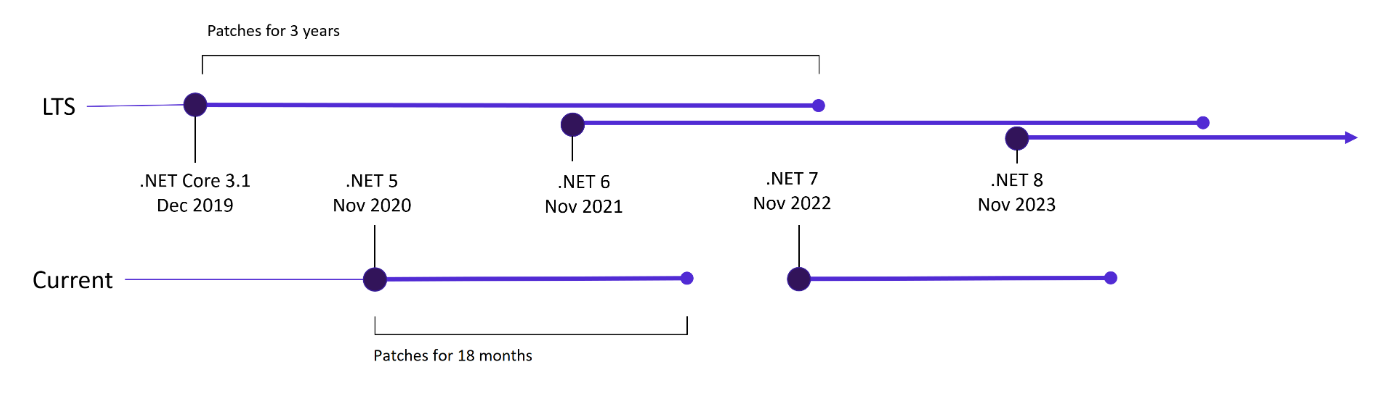 Patches for 3 years
LTS
.NET Core 3.1
Dec 2019
.NET 5
Nov 2020
.NET 6
Nov 2021
.NET 7
Nov 2022
.NET 8
Nov 2023
Current
Patches for 18 months